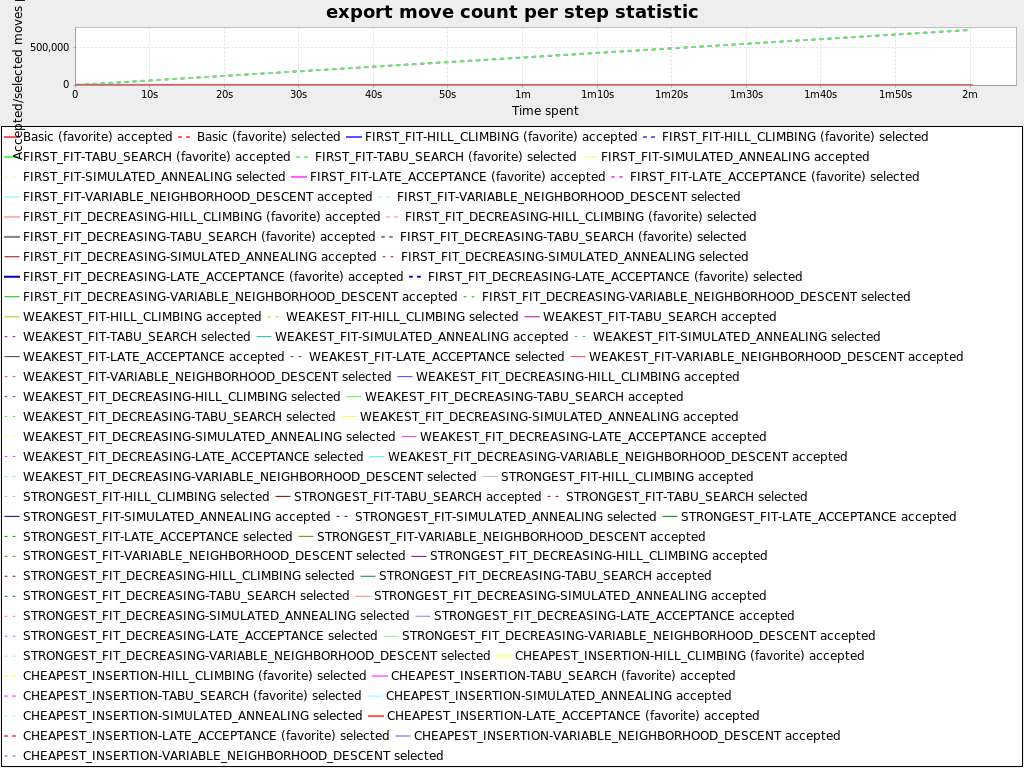 export move count per step statistic
Accepted/selected moves
500,000
0
0 10s 20s 30s 40s 50s 1m 1m10s 1m20s 1m30s 1m40s 1m50s 2m
Time spent
Basic (favorite) accepted Basic (favorite) selected FIRST_FIT-HILL_CLIMBING (favorite) accepted FIRST_FIT-HILL_CLIMBING (favorite) selected
FIRST_FIT-TABU_SEARCH (favorite) accepted FIRST_FIT-TABU_SEARCH (favorite) selected FIRST_FIT-SIMULATED_ANNEALING accepted
FIRST_FIT-SIMULATED_ANNEALING selected FIRST_FIT-LATE_ACCEPTANCE (favorite) accepted FIRST_FIT-LATE_ACCEPTANCE (favorite) selected
FIRST_FIT-VARIABLE_NEIGHBORHOOD_DESCENT accepted FIRST_FIT-VARIABLE_NEIGHBORHOOD_DESCENT selected
FIRST_FIT_DECREASING-HILL_CLIMBING (favorite) accepted FIRST_FIT_DECREASING-HILL_CLIMBING (favorite) selected
FIRST_FIT_DECREASING-TABU_SEARCH (favorite) accepted FIRST_FIT_DECREASING-TABU_SEARCH (favorite) selected
FIRST_FIT_DECREASING-SIMULATED_ANNEALING accepted FIRST_FIT_DECREASING-SIMULATED_ANNEALING selected
FIRST_FIT_DECREASING-LATE_ACCEPTANCE (favorite) accepted FIRST_FIT_DECREASING-LATE_ACCEPTANCE (favorite) selected
FIRST_FIT_DECREASING-VARIABLE_NEIGHBORHOOD_DESCENT accepted FIRST_FIT_DECREASING-VARIABLE_NEIGHBORHOOD_DESCENT selected
WEAKEST_FIT-HILL_CLIMBING accepted WEAKEST_FIT-HILL_CLIMBING selected WEAKEST_FIT-TABU_SEARCH accepted
WEAKEST_FIT-TABU_SEARCH selected WEAKEST_FIT-SIMULATED_ANNEALING accepted WEAKEST_FIT-SIMULATED_ANNEALING selected
WEAKEST_FIT-LATE_ACCEPTANCE accepted WEAKEST_FIT-LATE_ACCEPTANCE selected WEAKEST_FIT-VARIABLE_NEIGHBORHOOD_DESCENT accepted
WEAKEST_FIT-VARIABLE_NEIGHBORHOOD_DESCENT selected WEAKEST_FIT_DECREASING-HILL_CLIMBING accepted
WEAKEST_FIT_DECREASING-HILL_CLIMBING selected WEAKEST_FIT_DECREASING-TABU_SEARCH accepted
WEAKEST_FIT_DECREASING-TABU_SEARCH selected WEAKEST_FIT_DECREASING-SIMULATED_ANNEALING accepted
WEAKEST_FIT_DECREASING-SIMULATED_ANNEALING selected WEAKEST_FIT_DECREASING-LATE_ACCEPTANCE accepted
WEAKEST_FIT_DECREASING-LATE_ACCEPTANCE selected WEAKEST_FIT_DECREASING-VARIABLE_NEIGHBORHOOD_DESCENT accepted
WEAKEST_FIT_DECREASING-VARIABLE_NEIGHBORHOOD_DESCENT selected STRONGEST_FIT-HILL_CLIMBING accepted
STRONGEST_FIT-HILL_CLIMBING selected STRONGEST_FIT-TABU_SEARCH accepted STRONGEST_FIT-TABU_SEARCH selected
STRONGEST_FIT-SIMULATED_ANNEALING accepted STRONGEST_FIT-SIMULATED_ANNEALING selected STRONGEST_FIT-LATE_ACCEPTANCE accepted
STRONGEST_FIT-LATE_ACCEPTANCE selected STRONGEST_FIT-VARIABLE_NEIGHBORHOOD_DESCENT accepted
STRONGEST_FIT-VARIABLE_NEIGHBORHOOD_DESCENT selected STRONGEST_FIT_DECREASING-HILL_CLIMBING accepted
STRONGEST_FIT_DECREASING-HILL_CLIMBING selected STRONGEST_FIT_DECREASING-TABU_SEARCH accepted
STRONGEST_FIT_DECREASING-TABU_SEARCH selected STRONGEST_FIT_DECREASING-SIMULATED_ANNEALING accepted
STRONGEST_FIT_DECREASING-SIMULATED_ANNEALING selected STRONGEST_FIT_DECREASING-LATE_ACCEPTANCE accepted
STRONGEST_FIT_DECREASING-LATE_ACCEPTANCE selected STRONGEST_FIT_DECREASING-VARIABLE_NEIGHBORHOOD_DESCENT accepted
STRONGEST_FIT_DECREASING-VARIABLE_NEIGHBORHOOD_DESCENT selected CHEAPEST_INSERTION-HILL_CLIMBING (favorite) accepted
CHEAPEST_INSERTION-HILL_CLIMBING (favorite) selected CHEAPEST_INSERTION-TABU_SEARCH (favorite) accepted
CHEAPEST_INSERTION-TABU_SEARCH (favorite) selected CHEAPEST_INSERTION-SIMULATED_ANNEALING accepted
CHEAPEST_INSERTION-SIMULATED_ANNEALING selected CHEAPEST_INSERTION-LATE_ACCEPTANCE (favorite) accepted
CHEAPEST_INSERTION-LATE_ACCEPTANCE (favorite) selected CHEAPEST_INSERTION-VARIABLE_NEIGHBORHOOD_DESCENT accepted
CHEAPEST_INSERTION-VARIABLE_NEIGHBORHOOD_DESCENT selected